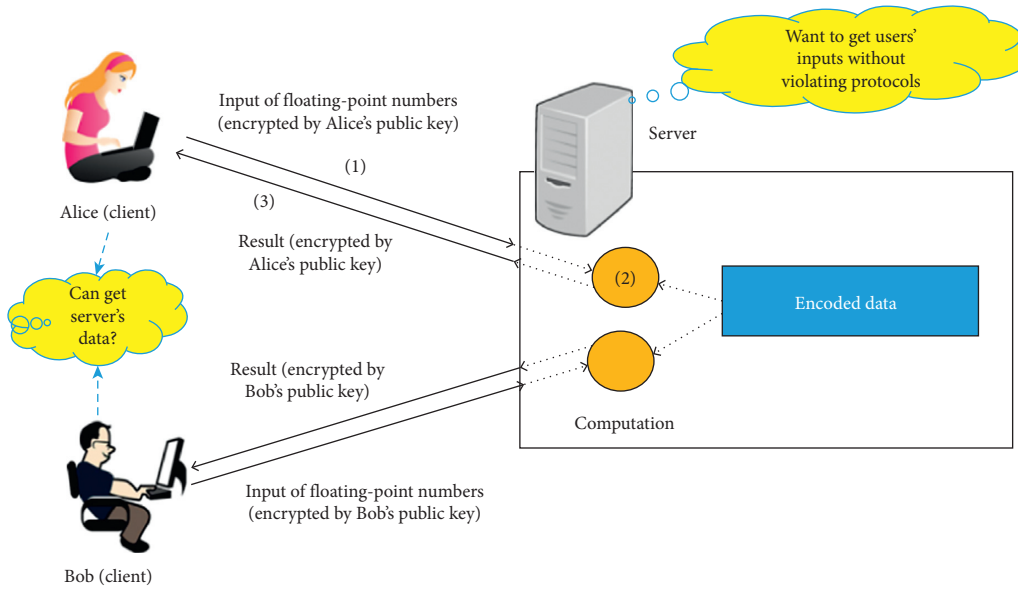 Want to get users’
inputs without
violating protocols
Input of floating-point numbers
(encrypted by Alice’s public key)
Server
(1)
(3)
Alice (client)
Result (encrypted by
Alice’s public key)
(2)
Encoded data
Can get
server’s
data?
Result (encrypted by
Bob’s public key)
Computation
Input of floating-point numbers
(encrypted by Bob’s public key)
Bob (client)